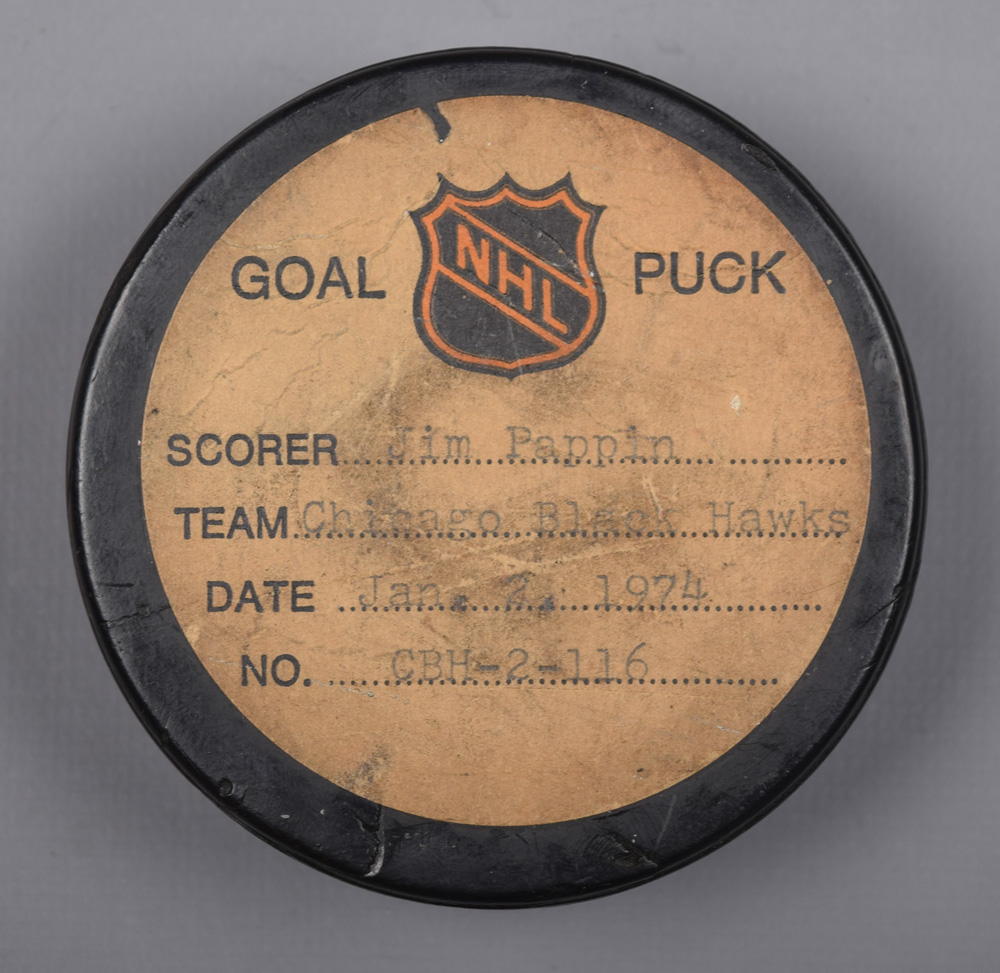 NHL
GOAL PUCK
SCORER Jim Pappin
TEAM Chicago Black Hawks
DATE Jan. 2, 1974
NO. CBH-2-116